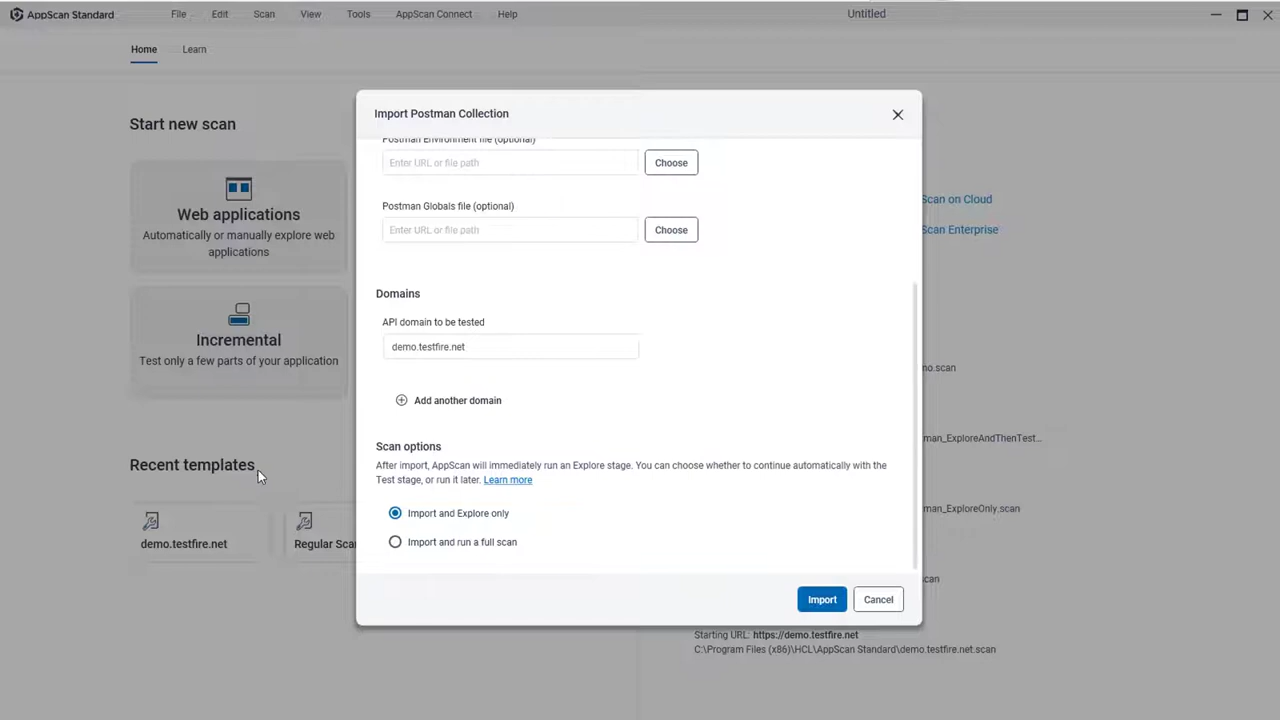 AppScan Standard
File
Edit
Scan
View
Tools
AppScan Connect
Help
Untitled
Home
Learn
Start new scan
Web applications
Automatically or manually explore web
applications
Incremental
Test only a few parts of your application
Recent templates
demo.testfire.net
Regular Scan
Import Postman Collection
Postman Environment file (optional)
Enter URL or file path
Choose
Postman Globals file (optional)
Enter URL or file path
Choose
Domains
API domain to be tested
demo.testfire.net
Add another domain
Scan options
After import, AppScan will immediately run an Explore stage. You can choose whether to continue automatically with the
Test stage, or run it later. Learn more
Import and Explore only
Import and run a full scan
Import
Cancel
Scan on Cloud
Scan Enterprise
mo.scan
man_ExploreAndThenTest...
man_ExploreOnly.scan
scan
Starting URL: https://demo.testfire.net
C:\Program Files (x86)\HCL\AppScan Standard\demo.testfire.net.scan